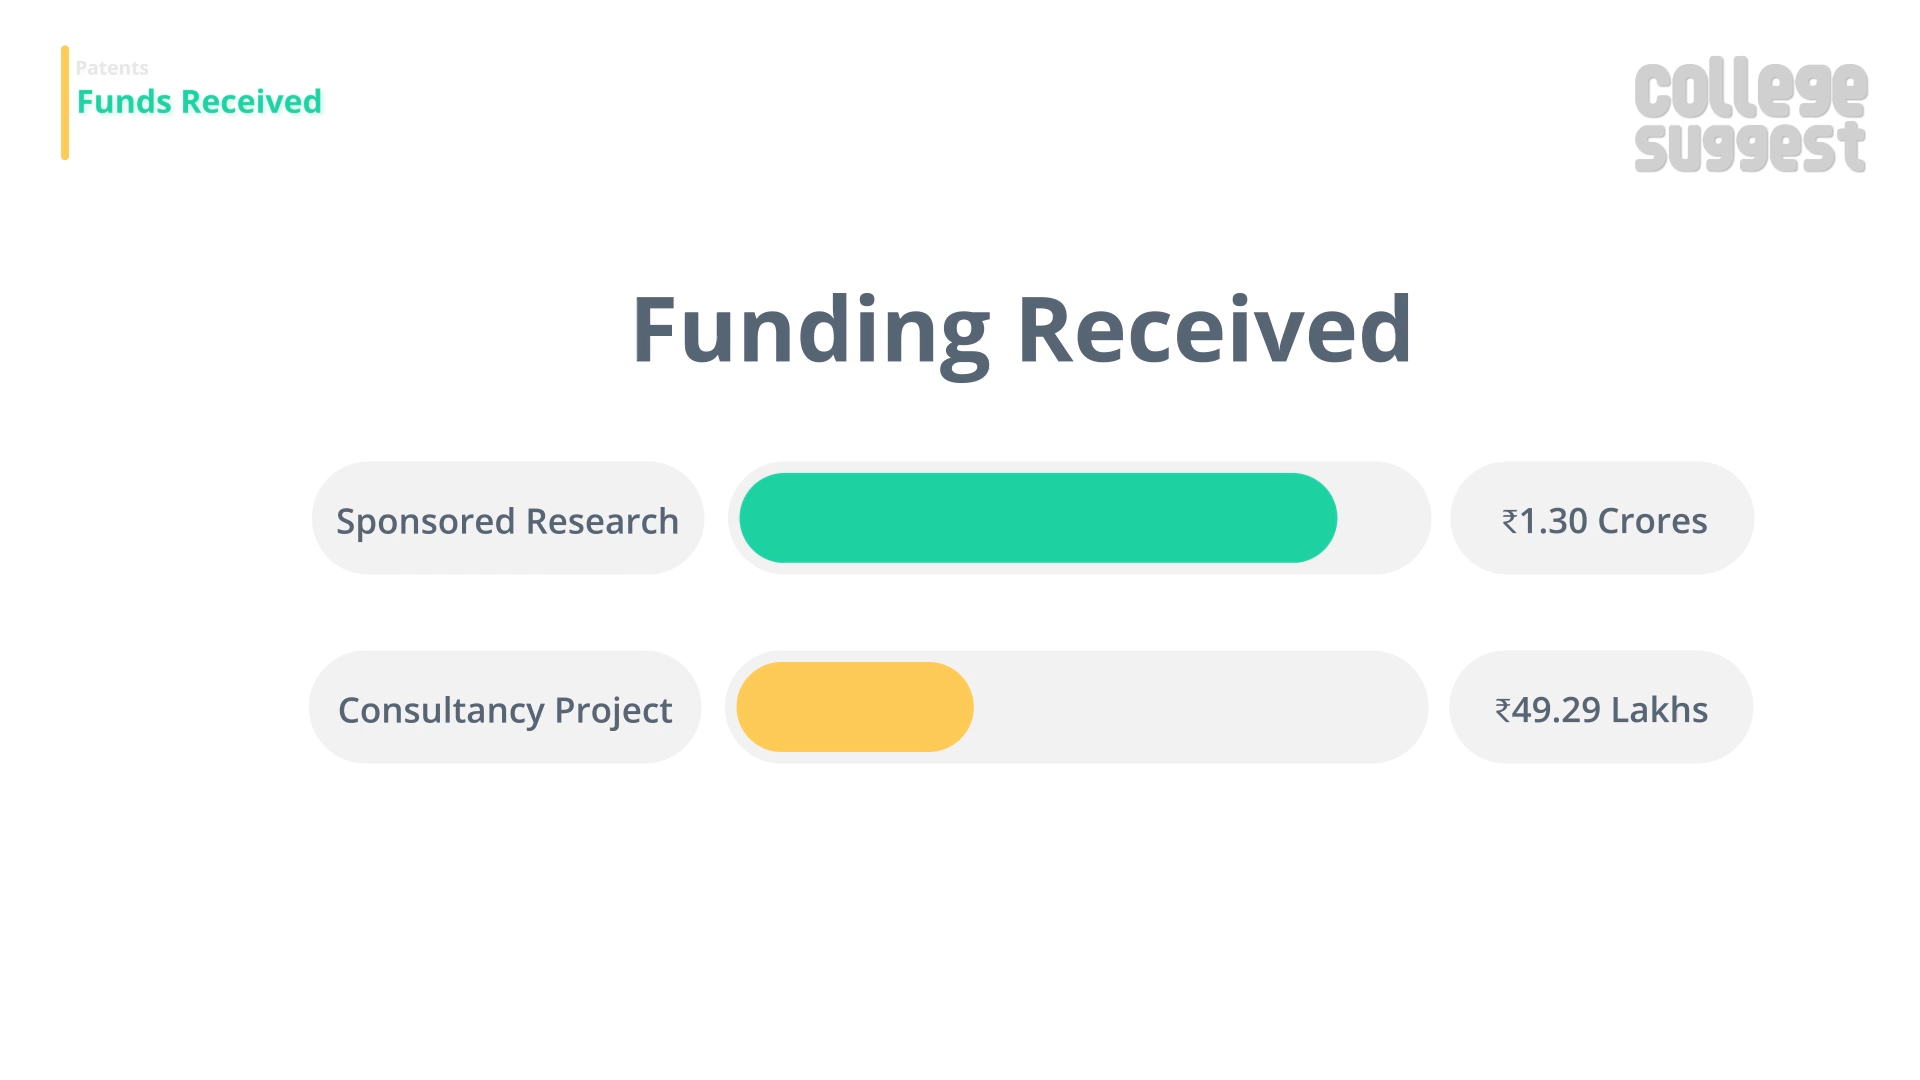 Patents
Funds Received
college
suggest
Funding Received
Sponsored Research
₹1.30 Crores
Consultancy Project
₹49.29 Lakhs